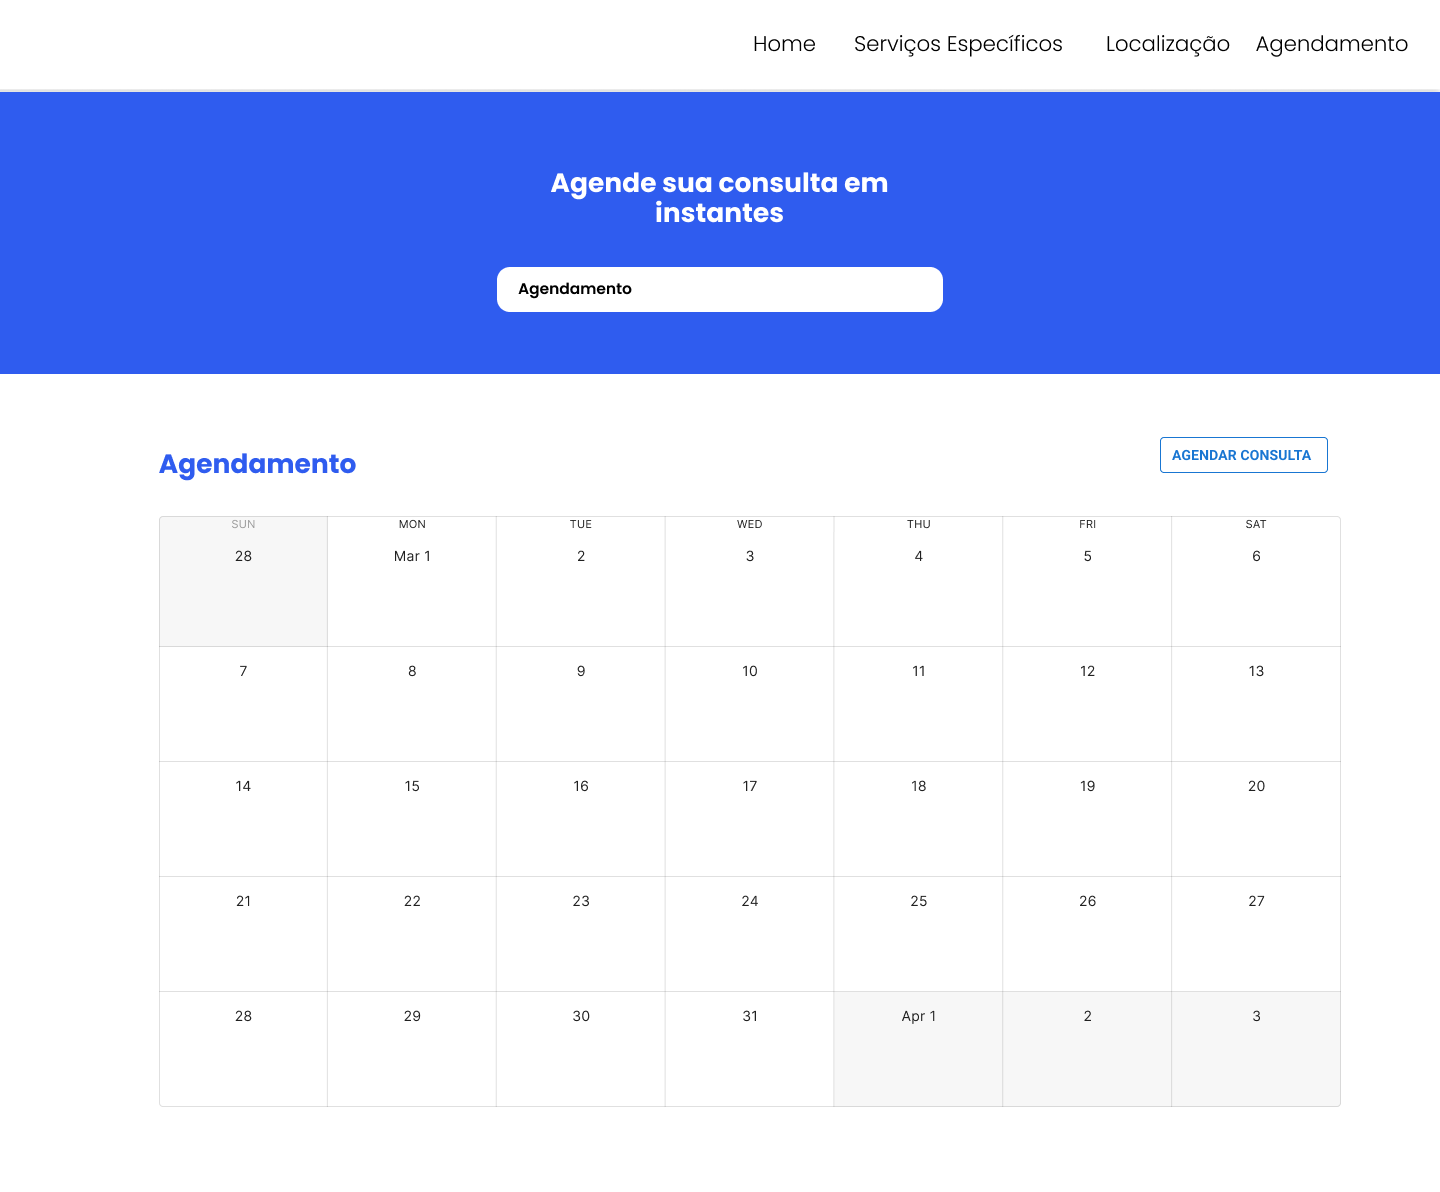 Home Serviços Específicos Localização Agendamento
Agende sua consulta em
instantes
Agendamento
Agendamento
AGENDAR CONSULTA
SUN MON TUE WED THU FRI SAT
28 Mar 1 2 3 4 5 6
7 8 9 10 11 12 13
14 15 16 17 18 19 20
21 22 23 24 25 26 27
28 29 30 31 Apr 1 2 3